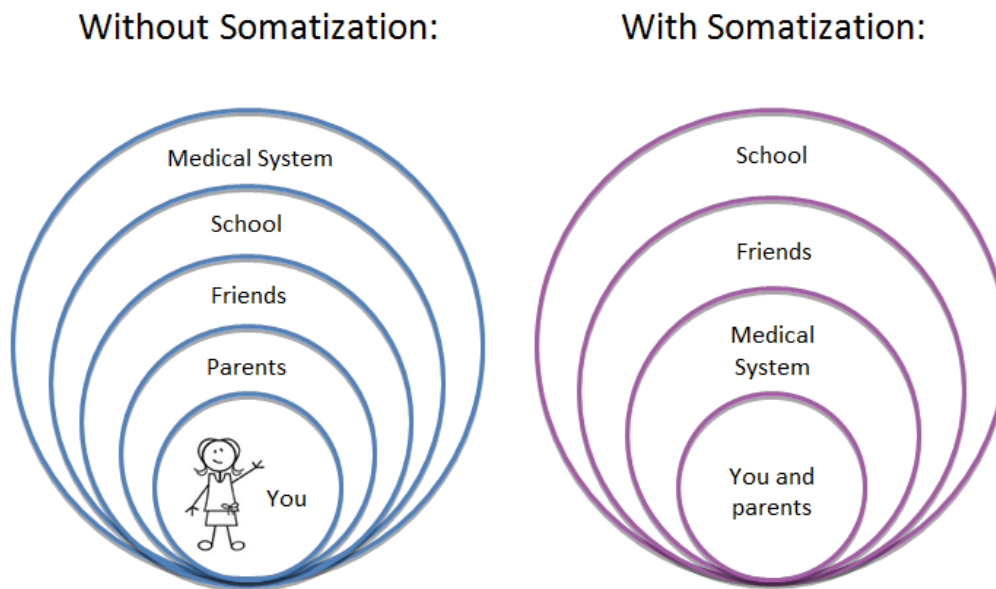 Without Somatization:
Medical System
School
Friends
Parents
You
With Somatization:
School
Friends
Medical
System
You and
parents